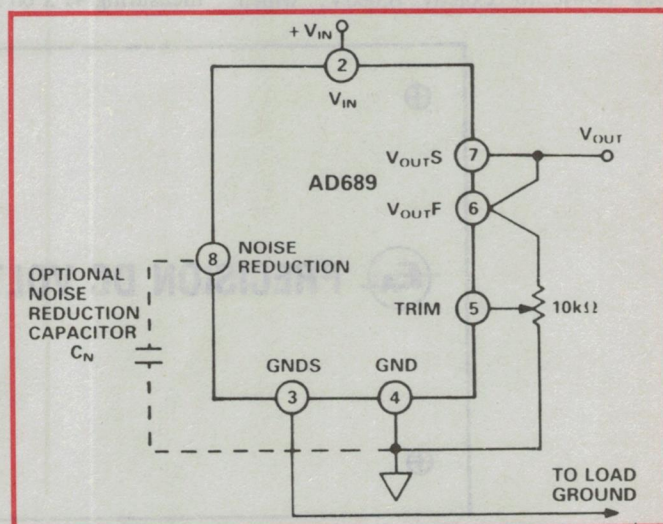 + VIN
2
VIN
VOUTS
7
VOUT
AD689
VOUTF
6
8
NOISE
REDUCTION
OPTIONAL
NOISE
REDUCTION
CAPACITOR
CN
TRIM
5
10kΩ
GNDS
GND
3
4
TO LOAD
GROUND